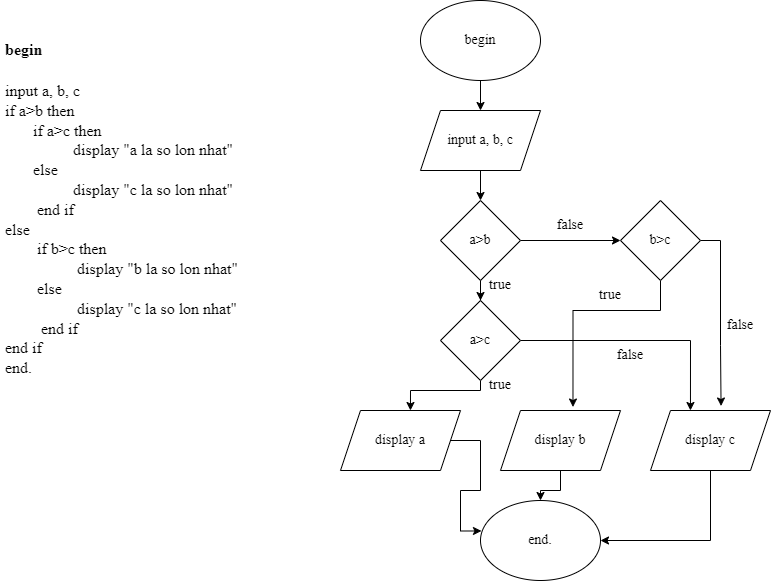 begin
input a, b, c
if a>b then
if a>c then
display "a la so lon nhat"
else
display "c la so lon nhat"
end if
else
if b>c then
display "b la so lon nhat"
else
display "c la so lon nhat"
end if
end if
end.
begin
input a, b, c
a>b
false
b>c
true
true
false
a>c
false
true
display a
display b
display c
end.